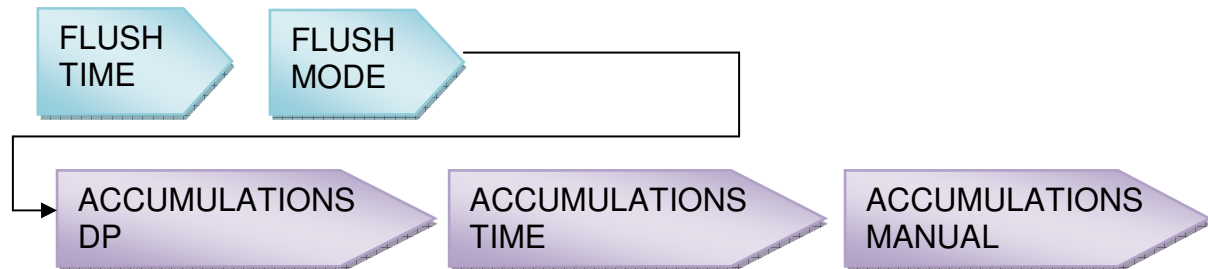 FLUSH
TIME
FLUSH
MODE
ACCUMULATIONS
DP
ACCUMULATIONS
TIME
ACCUMULATIONS
MANUAL